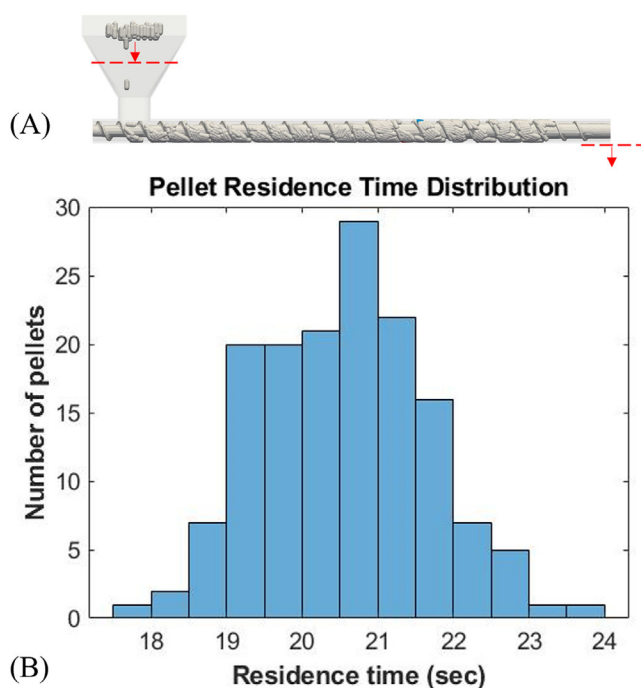 (A)
Pellet Residence Time Distribution
30
25
20
15
10
5
0
Number of pellets
18 19 20 21 22 23 24
Residence time (sec)
(B)